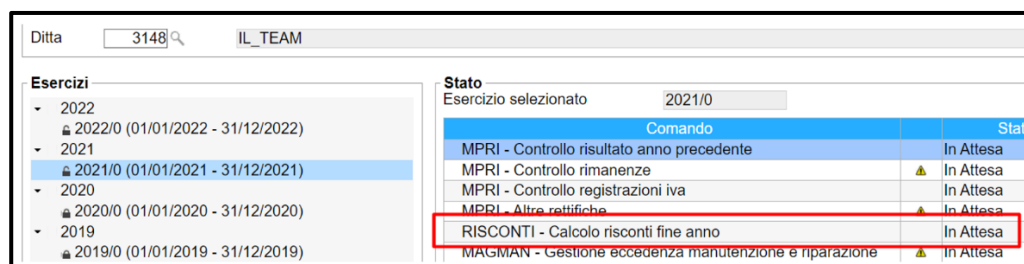 Ditta 3148 IL_TEAM
Esercizi
2022
2022/0 (01/01/2022 - 31/12/2022)
2021
2021/0 (01/01/2021 - 31/12/2021)
2020
2020/0 (01/01/2020 - 31/12/2020)
2019
2019/0 (01/01/2019 - 31/12/2019)
Stato
Esercizio selezionato 2021/0
Comando Stat
MPRI - Controllo risultato anno precedente In Attesa
MPRI - Controllo rimanenze In Attesa
MPRI - Controllo registrazioni iva In Attesa
MPRI - Altre rettifiche In Attesa
RISCONTI - Calcolo risconti fine anno In Attesa
MAGMAN - Gestione eccedenza manutenzione e riparazione In Attesa